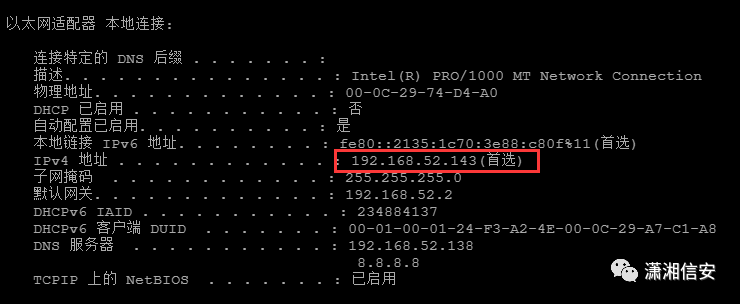 以太网适配器 本地连接:
连接特定的 DNS 后缀 . . . . . . . :
描述. . . . . . . . . . . . . . . : Intel(R) PRO/1000 MT Network Connection
物理地址. . . . . . . . . . . . . : 00-0C-29-74-D4-A0
DHCP 已启用 . . . . . . . . . . . : 否
自动配置已启用. . . . . . . . . . : 是
本地链接 IPv6 地址. . . . . . . . : fe80::2135:1c70:3e88:c80f%11(首选)
IPv4 地址 . . . . . . . . . . . . : 192.168.52.143(首选)
子网掩码 . . . . . . . . . . . . : 255.255.255.0
默认网关. . . . . . . . . . . . . : 192.168.52.2
DHCPv6 IAID . . . . . . . . . . . : 234884137
DHCPv6 客户端 DUID . . . . . . . : 00-01-00-01-24-F3-A2-4E-00-0C-29-A7-C1-A8
DNS 服务器 . . . . . . . . . . . : 192.168.52.138
8.8.8.8
TCPIP 上的 NetBIOS . . . . . . . : 已启用
潇湘信安